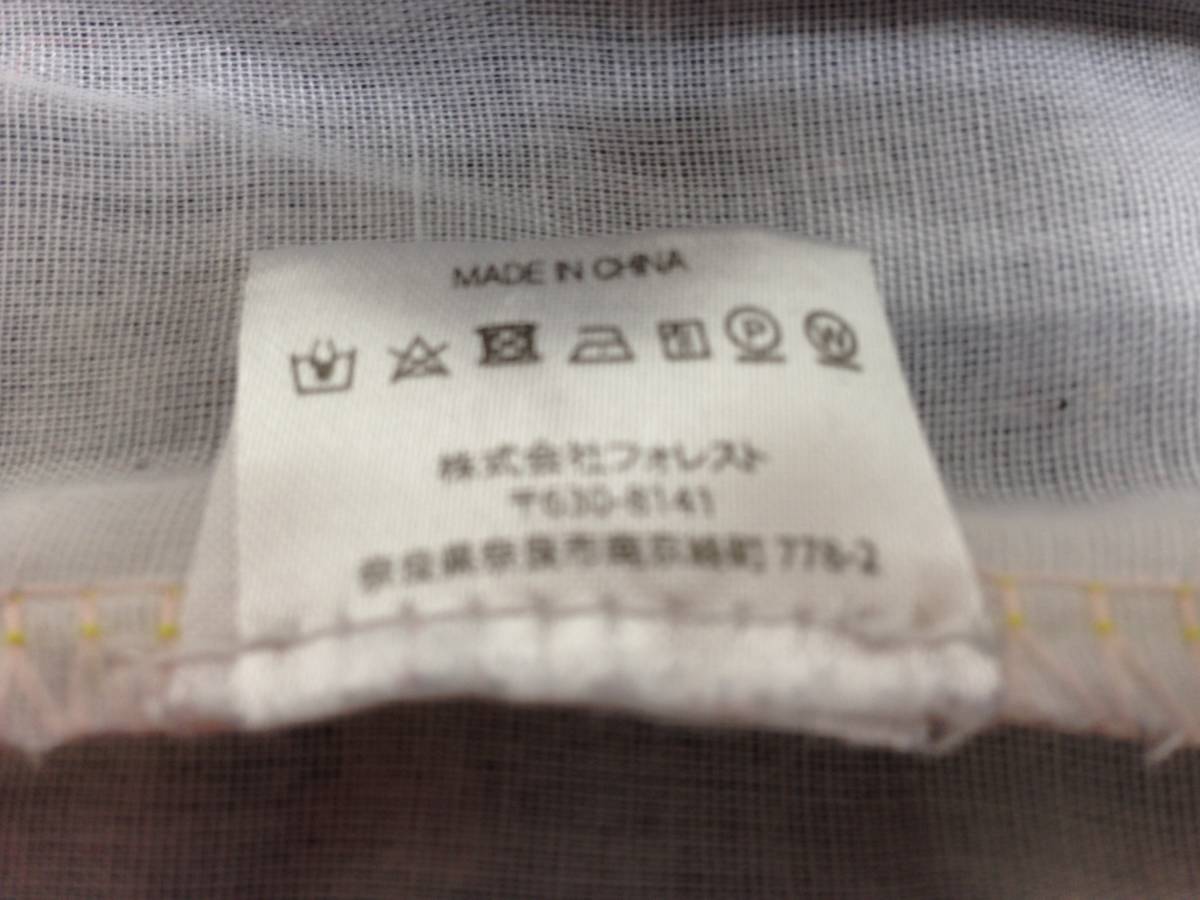 MADE IN CHINA
P W
株式会社フォレスト
〒630-8141
奈良県奈良市南京終町 778-2